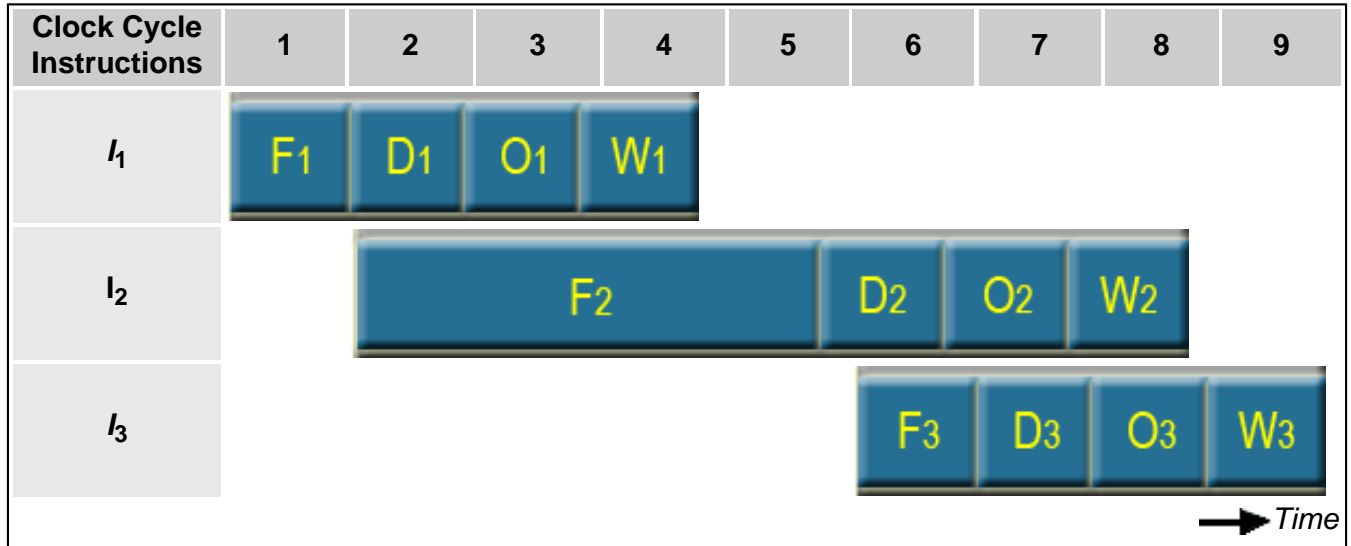 Clock Cycle
Instructions 1 2 3 4 5 6 7 8 9
I1 F1 D1 O1 W1
I2 F2 D2 O2 W2
I3 F3 D3 O3 W3
Time